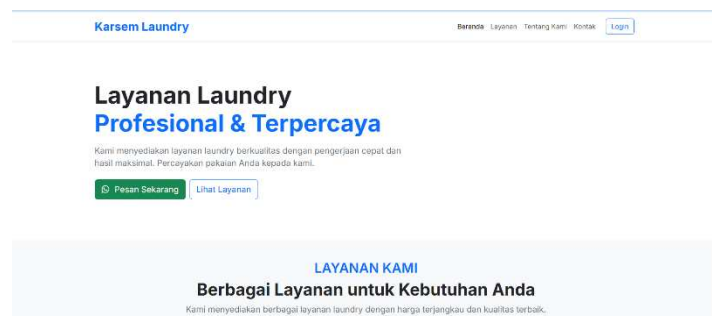 Karsem Laundry
Beranda Layanan Tentang Kami Kontak Login
Layanan Laundry
Profesional & Terpercaya
Kami menyediakan layanan laundry berkualitas dengan pengerjaan cepat dan
hasil maksimal. Percayakan pakaian Anda kepada kami.
Pesan Sekarang Lihat Layanan
LAYANAN KAMI
Berbagai Layanan untuk Kebutuhan Anda
Kami menyediakan berbagai layanan laundry dengan harga terjangkau dan kualitas terbaik.